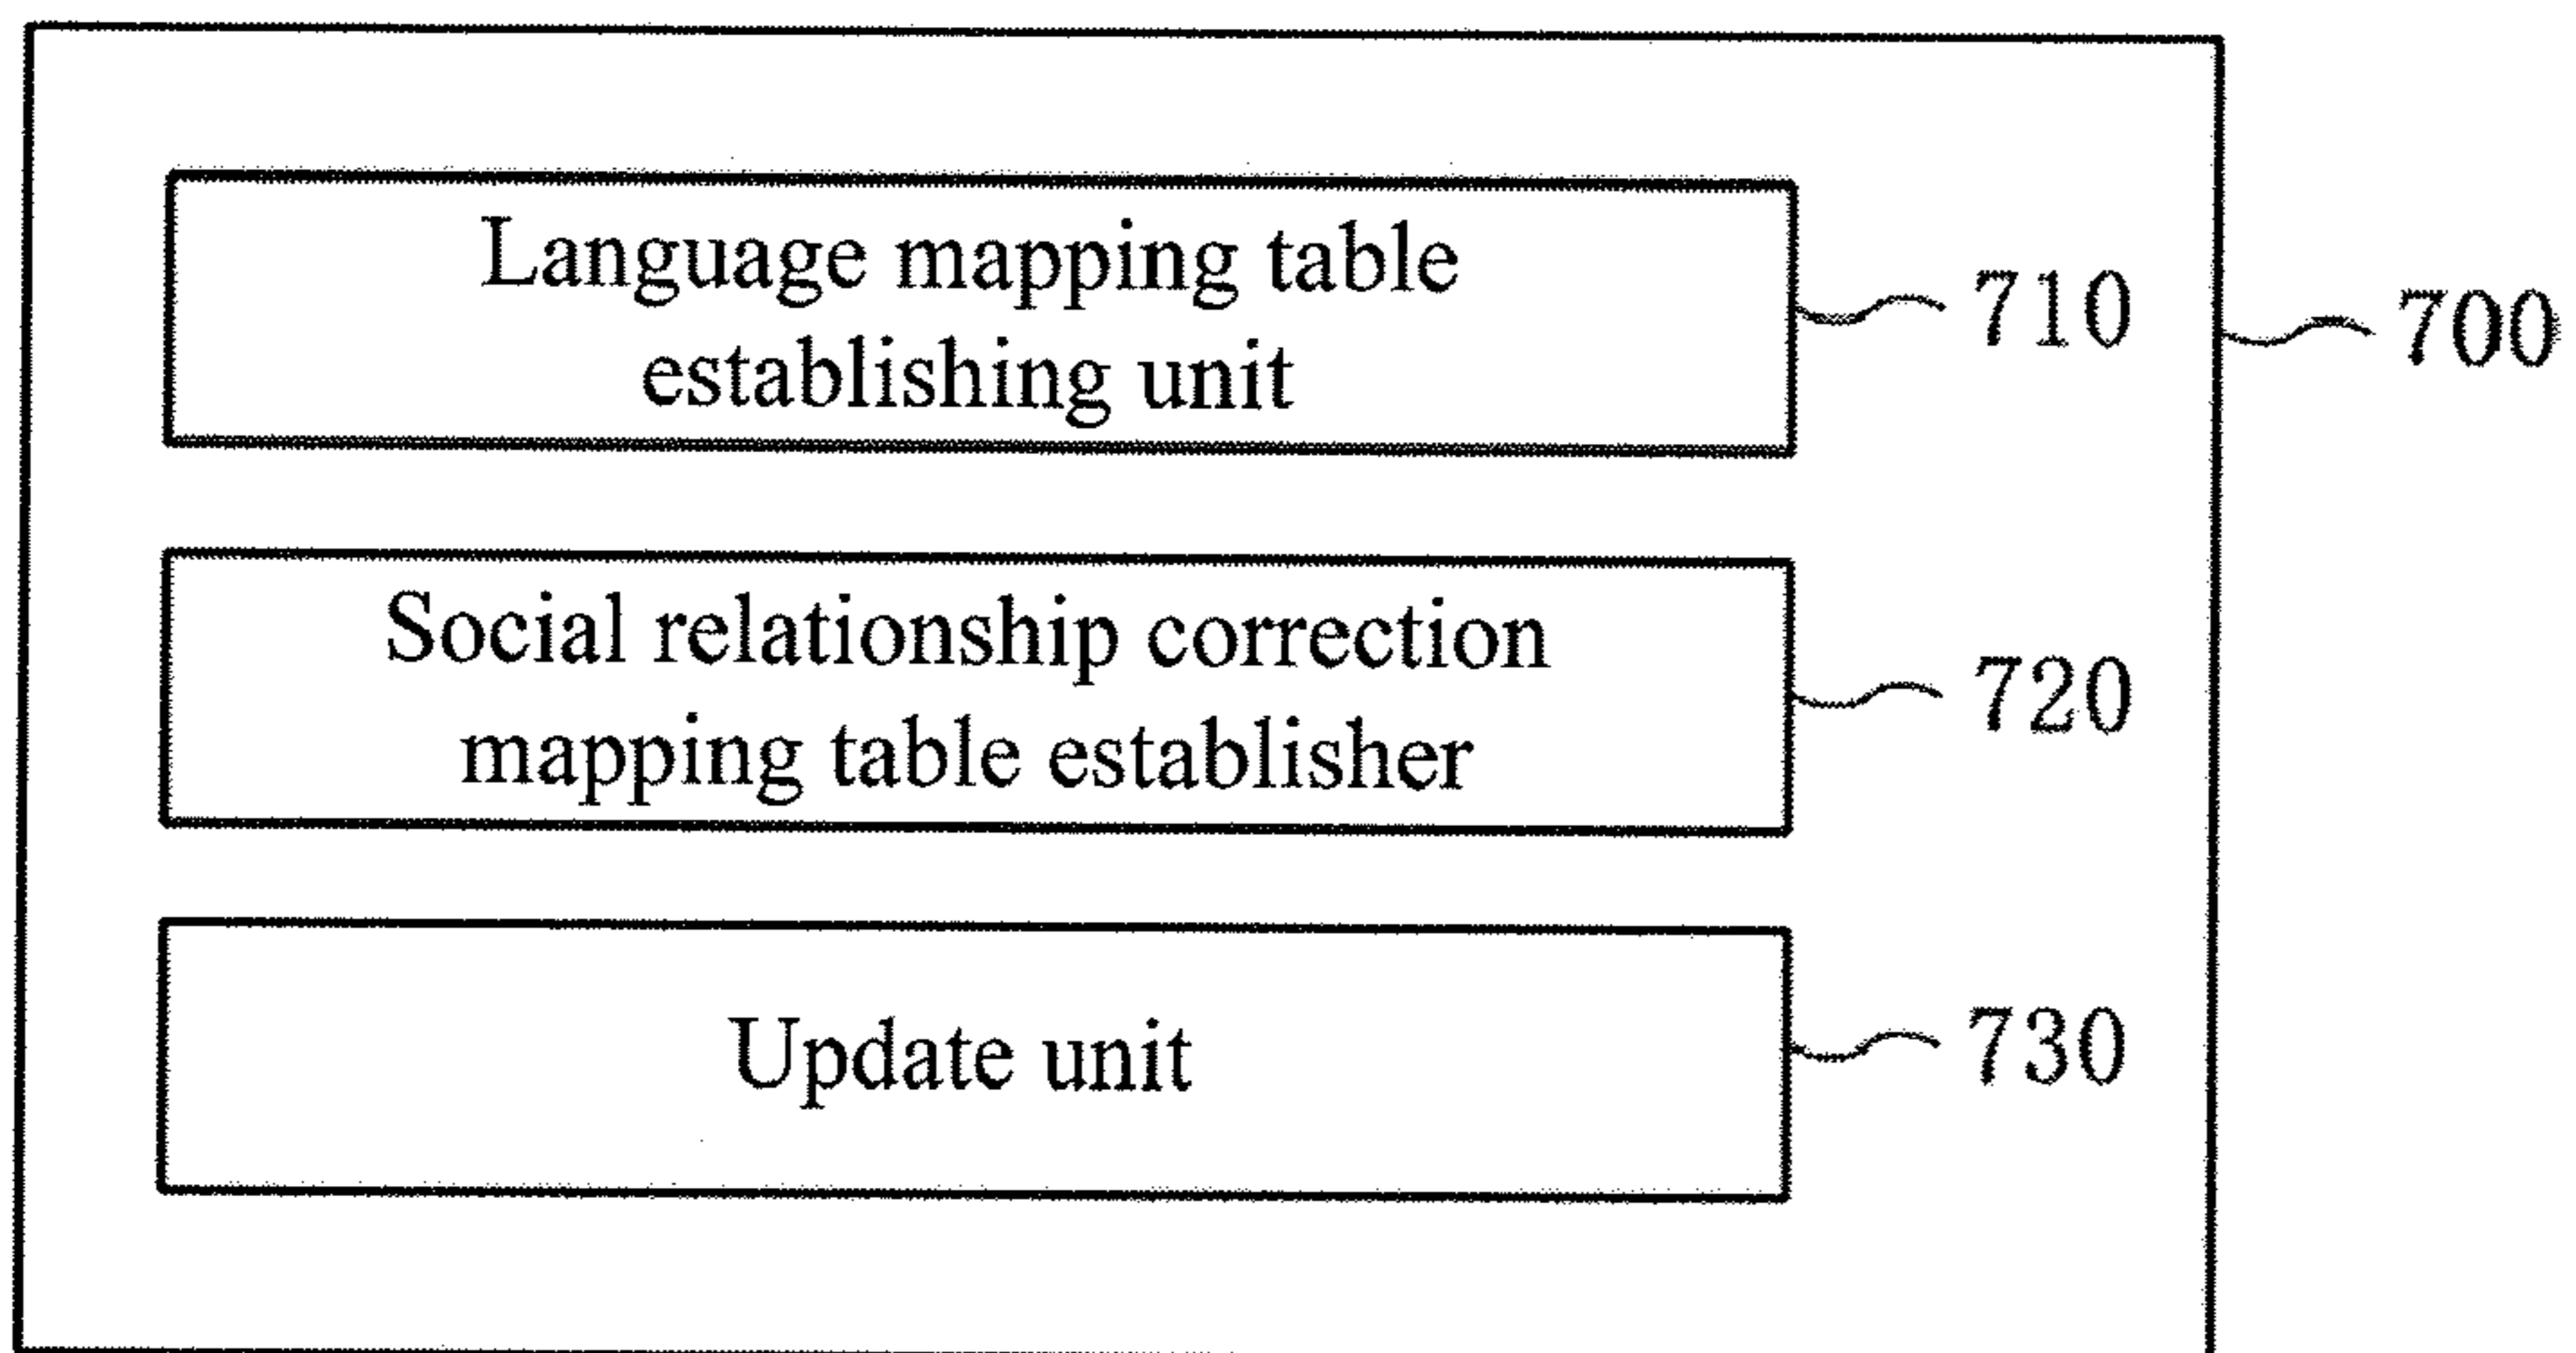 Language mapping table
establishing unit
710
700
Social relationship correction
mapping table establisher
720
Update unit
730